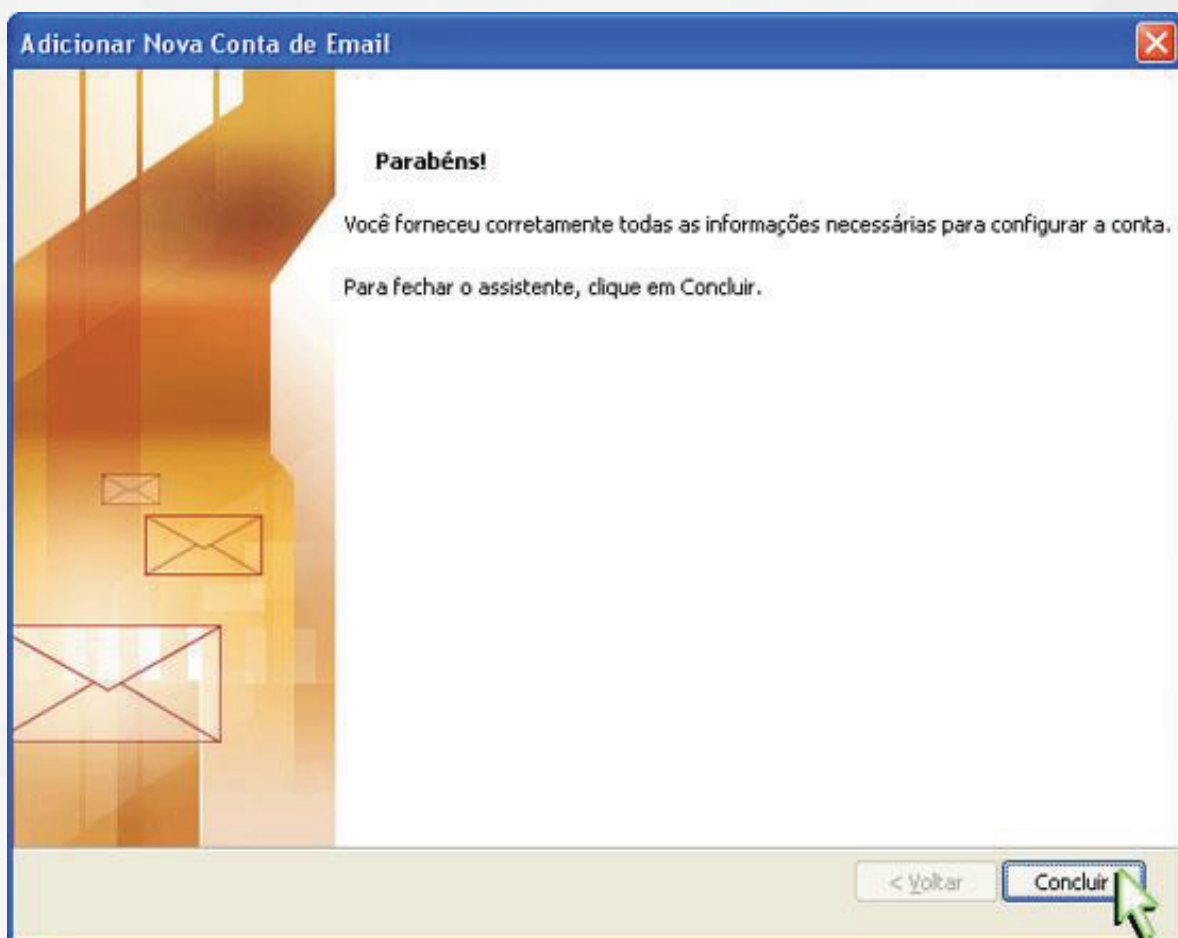 Adicionar Nova Conta de Email
Parabéns!
Você forneceu corretamente todas as informações necessárias para configurar a conta.
Para fechar o assistente, clique em Concluir.
< Voltar
Concluir